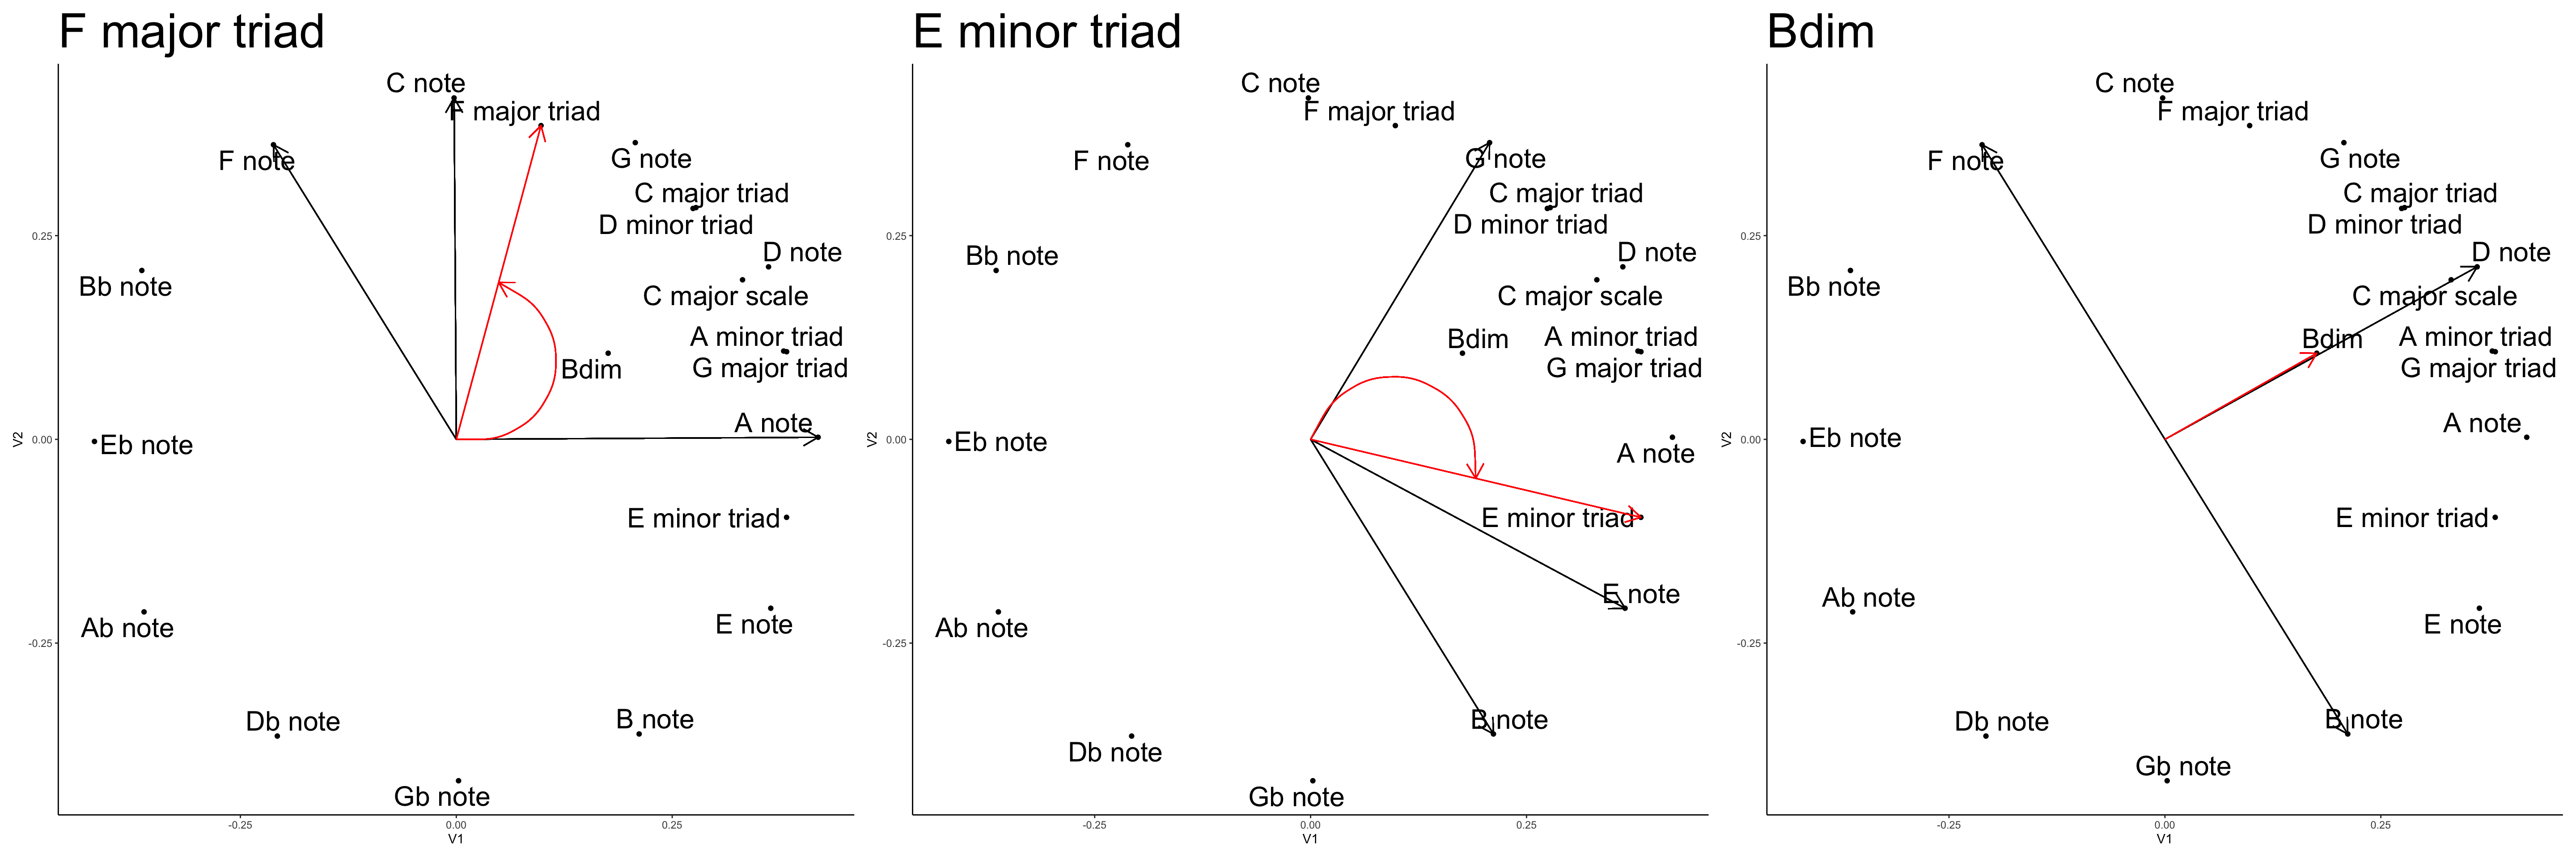 F major triad
C note
F major triad
F note
G note
C major triad
D minor triad
D note
Bb note
C major scale
A minor triad
Bdim
G major triad
A note
Eb note
E minor triad
Ab note
E note
Db note
B note
Gb note
0.25
0.00
-0.25
V2
-0.25
0.00
0.25
V1
E minor triad
C note
F major triad
F note
G note
C major triad
D minor triad
D note
Bb note
C major scale
Bdim
A minor triad
G major triad
Eb note
A note
E minor triad
E note
Ab note
B note
Db note
Gb note
0.25
0.00
-0.25
V2
-0.25
0.00
0.25
V1
Bdim
C note
F major triad
F note
G note
C major triad
D minor triad
D note
Bb note
C major scale
Bdim
A minor triad
G major triad
A note
Eb note
E minor triad
Ab note
E note
Db note
B note
Gb note
0.25
0.00
-0.25
V2
-0.25
0.00
0.25
V1